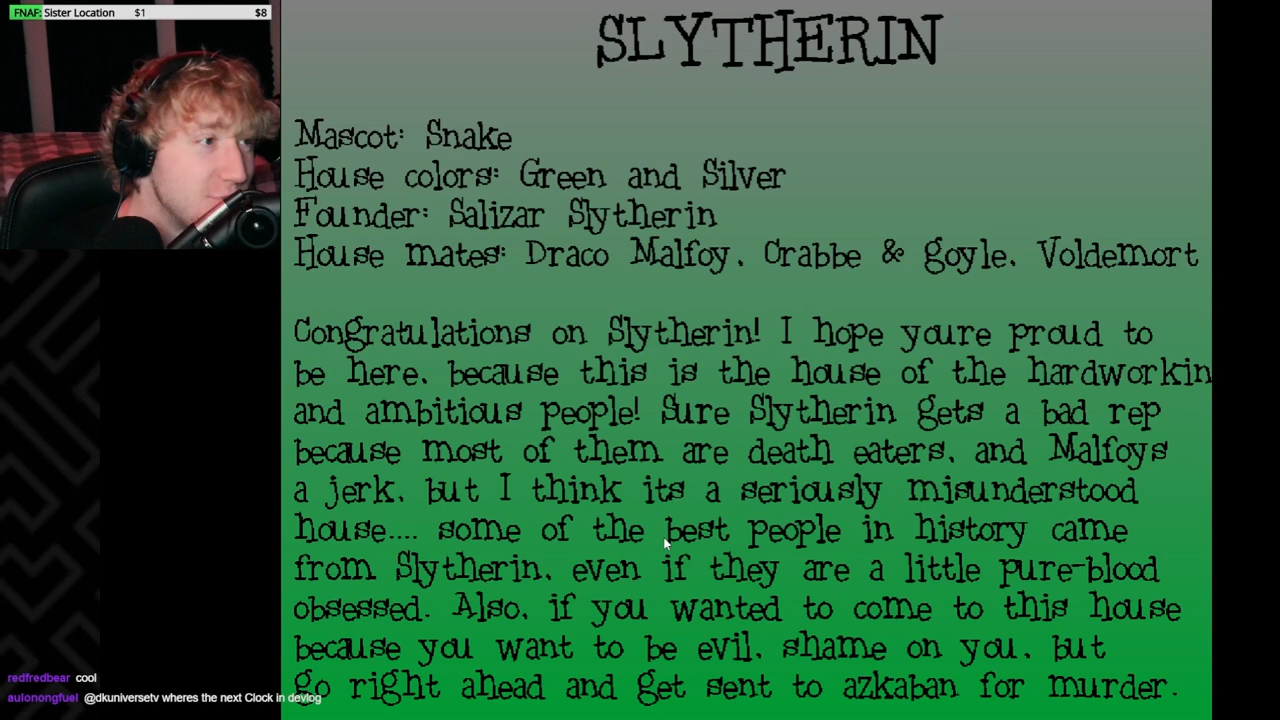 FNAF: Sister Location $1 $8
SLYTHERIN
Mascot: Snake
House colors: Green and Silver
Founder: Salizar Slytherin
House mates: Draco Malfoy, Crabbe & goyle, Voldemort
Congratulations on Slytherin! I hope youre proud to
be here, because this is the house of the hardworkin
and ambitious people! Sure Slytherin gets a bad rep
because most of them are death eaters, and Malfoys
a jerk, but I think its a seriously misunderstood
house.... some of the best people in history came
from Slytherin, even if they are a little pure-blood
obsessed. Also, if you wanted to come to this house
because you want to be evil, shame on you, but
go right ahead and get sent to azkaban for murder.
redfredbear cool
aulonongfuel @dkuniversetv wheres the next Clock in devlog